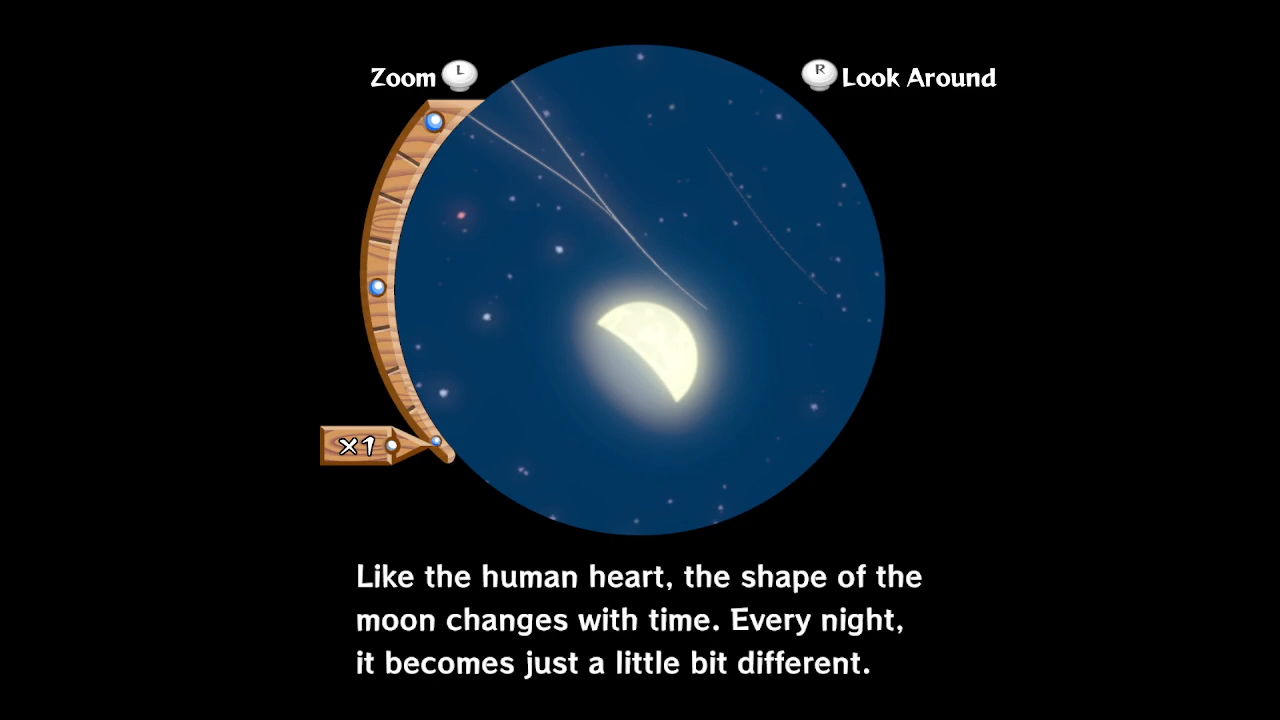 Zoom L
R Look Around
×1
Like the human heart, the shape of the
moon changes with time. Every night,
it becomes just a little bit different.